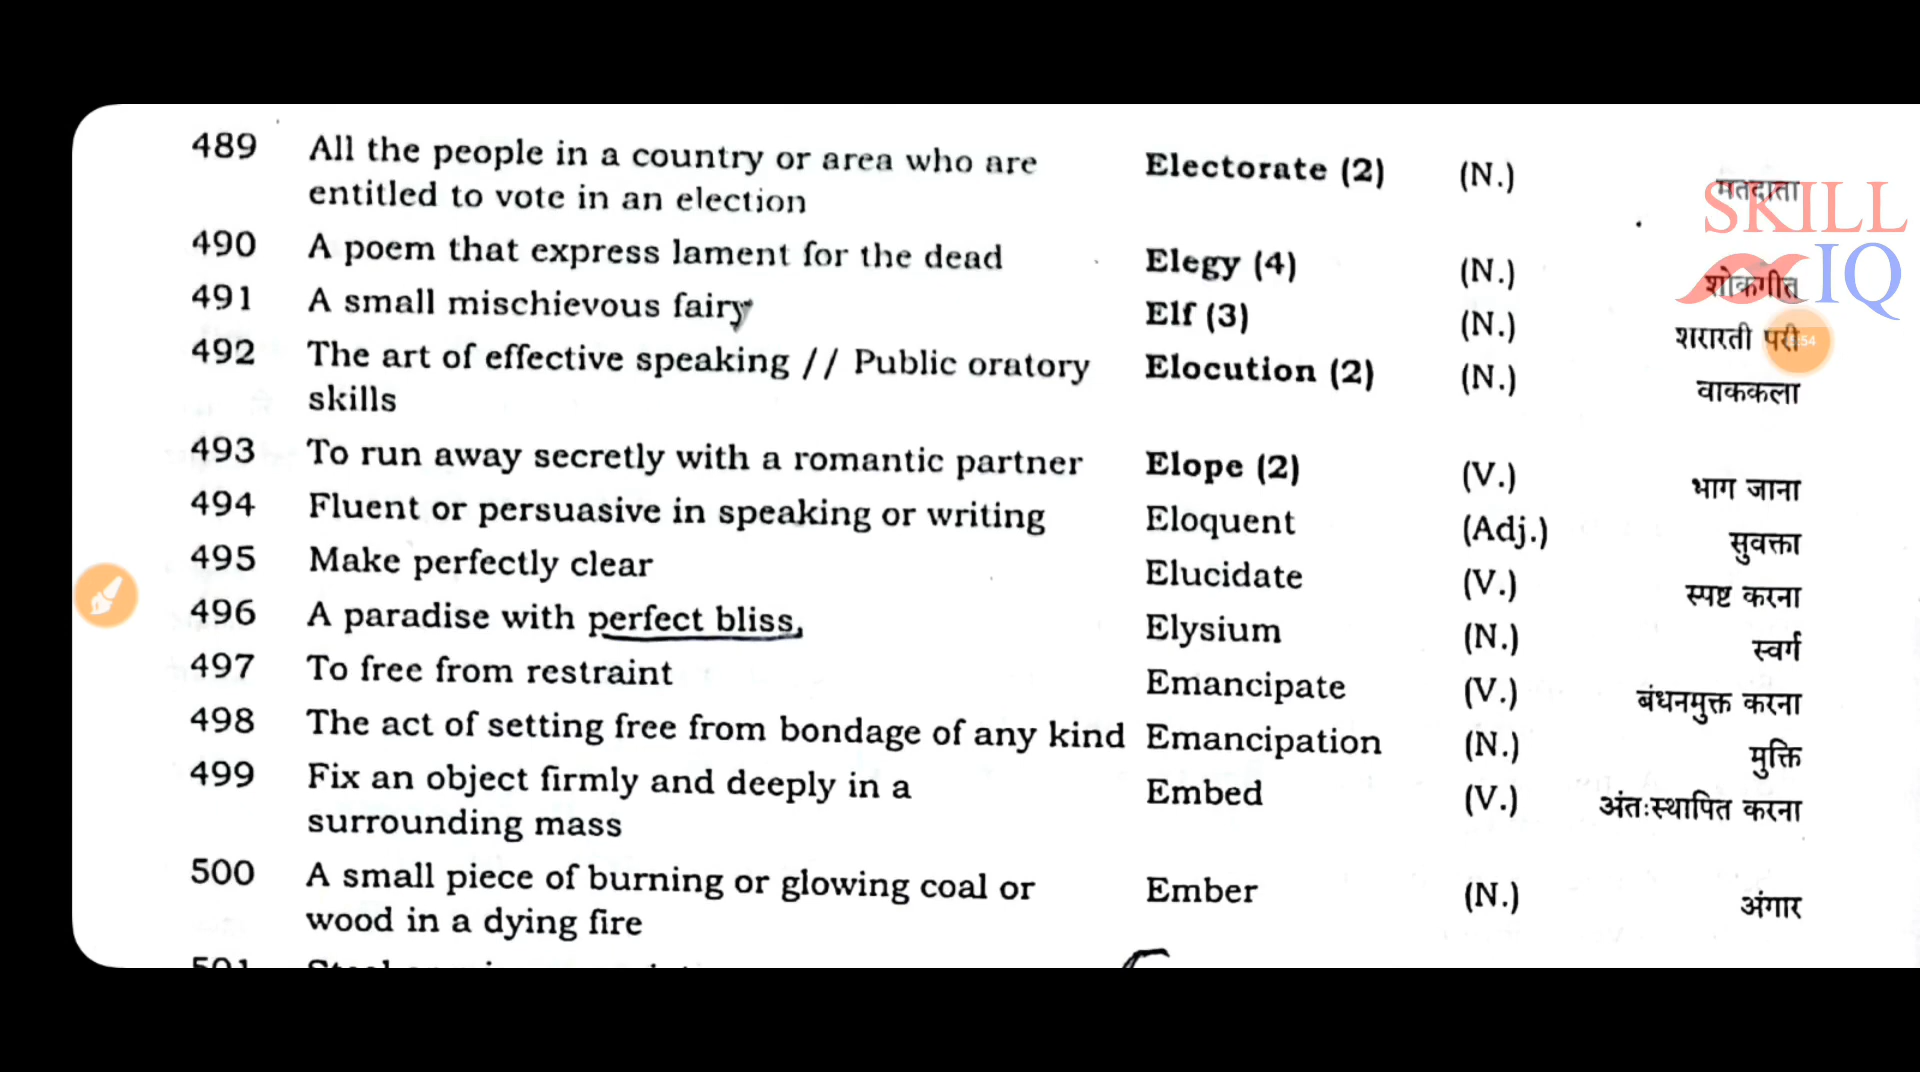 489 All the people in a country or area who are Electorate (2) (N.) मतदाता
entitled to vote in an election
SKILL
IQ
490 A poem that express lament for the dead Elegy (4) (N.) शोकगीत
491 A small mischievous fairy Elf (3) (N.) शरारती परी
:54
492 The art of effective speaking // Public oratory Elocution (2) (N.) वाककला
skills
493 To run away secretly with a romantic partner Elope (2) (V.) भाग जाना
494 Fluent or persuasive in speaking or writing Eloquent (Adj.) सुवक्ता
495 Make perfectly clear Elucidate (V.) स्पष्ट करना
496 A paradise with perfect bliss, Elysium (N.) स्वर्ग
497 To free from restraint Emancipate (V.) बंधनमुक्त करना
498 The act of setting free from bondage of any kind Emancipation (N.) मुक्ति
499 Fix an object firmly and deeply in a Embed (V.) अंतःस्थापित करना
surrounding mass
500 A small piece of burning or glowing coal or Ember (N.) अंगार
wood in a dying fire